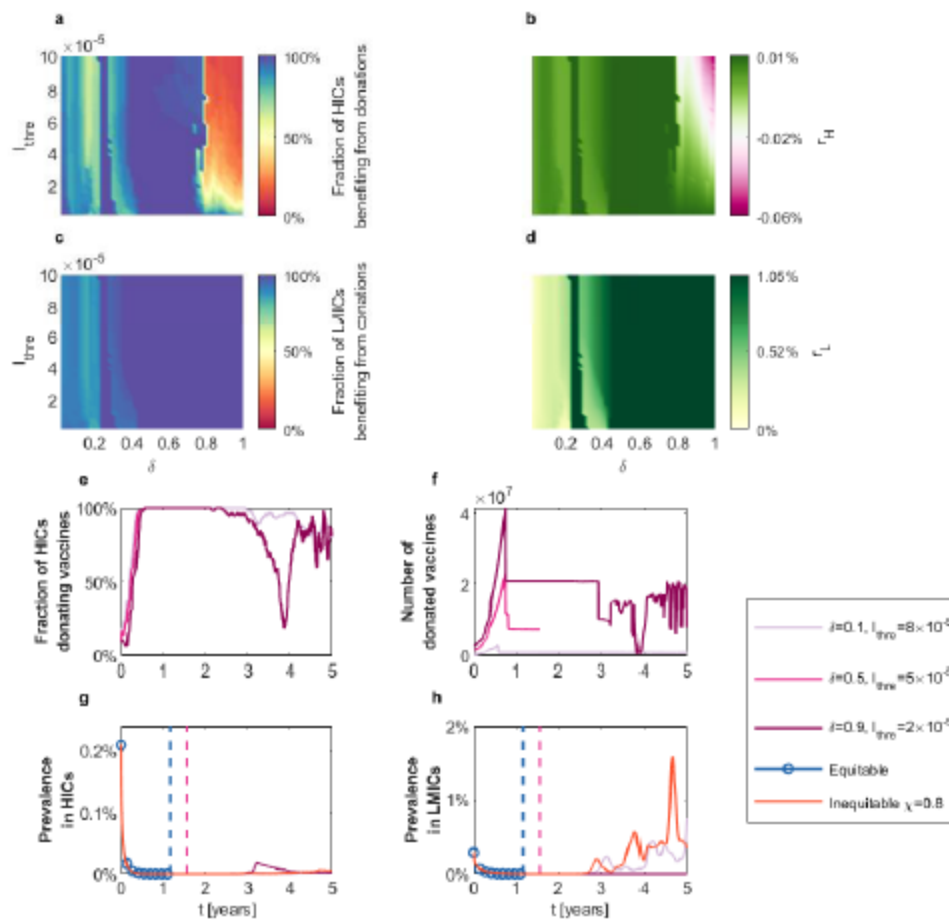 a
× 10⁻⁵
10
8
6
4
2
I_thre
100%
50%
0%
Fraction of HICs
benefiting from donations
b
0.01%
-0.02%
-0.06%
r_H
c
× 10⁻⁵
10
8
6
4
2
I_thre
0.2 0.4 0.6 0.8 1
δ
100%
50%
0%
Fraction of LMICs
benefiting from donations
d
0.2 0.4 0.6 0.8 1
δ
1.05%
0.52%
0%
r_L
e
100%
50%
0%
Fraction of HICs
donating vaccines
0 1 2 3 4 5
f
× 10⁷
4
2
0
Number of
donated vaccines
0 1 2 3 4 5
g
0.2%
0.1%
0%
Prevalence
in HICs
0 1 2 3 4 5
t [years]
h
2%
1%
0%
Prevalence
in LMICs
0 1 2 3 4 5
t [years]
δ=0.1, I_thre=8×10⁻⁵
δ=0.5, I_thre=5×10⁻⁵
δ=0.9, I_thre=2×10⁻⁵
Equitable
Inequitable χ=0.8